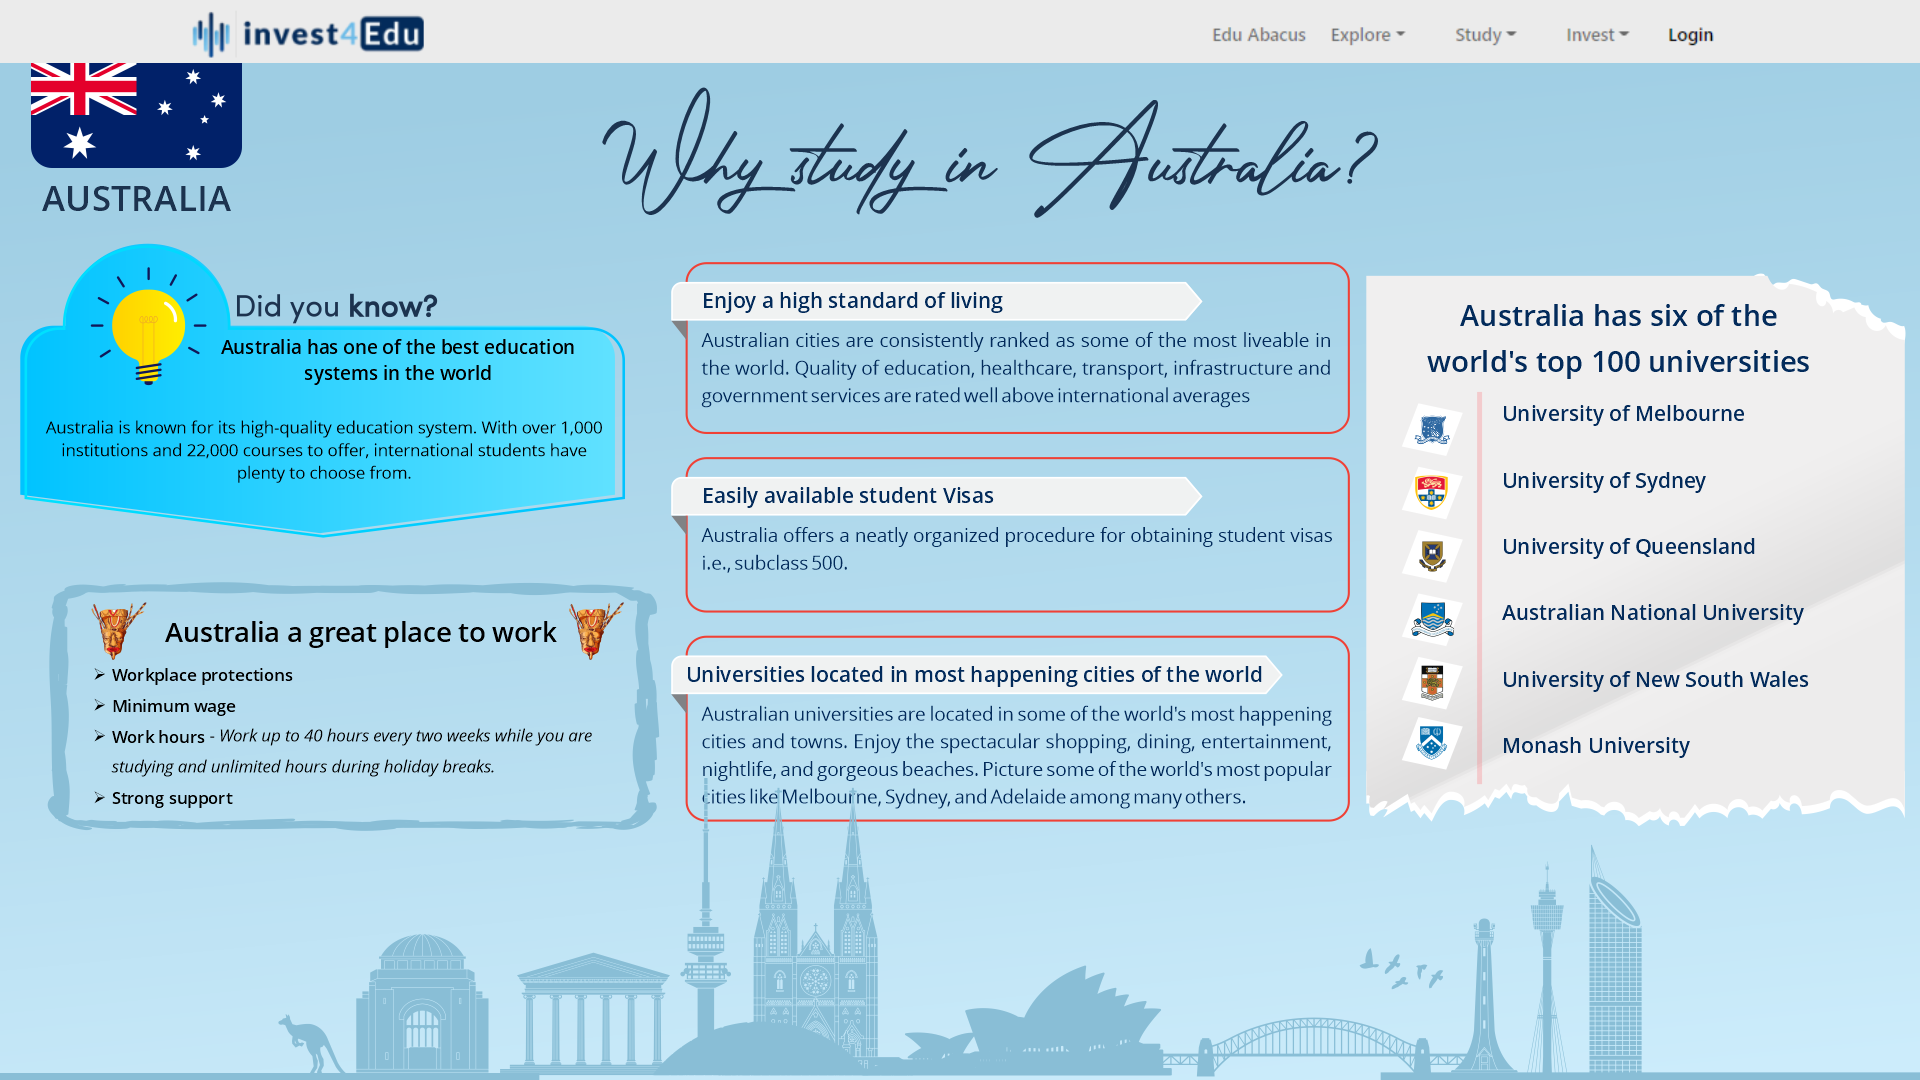 invest4Edu
Edu Abacus
Explore
Study
Invest
Login
AUSTRALIA
Why study in Australia?
Did you know?
Australia has one of the best education
systems in the world
Australia is known for its high-quality education system. With over 1,000
institutions and 22,000 courses to offer, international students have
plenty to choose from.
Australia a great place to work
➢ Workplace protections
➢ Minimum wage
➢ Work hours - Work up to 40 hours every two weeks while you are
studying and unlimited hours during holiday breaks.
➢ Strong support
Enjoy a high standard of living
Australian cities are consistently ranked as some of the most liveable in
the world. Quality of education, healthcare, transport, infrastructure and
government services are rated well above international averages
Easily available student Visas
Australia offers a neatly organized procedure for obtaining student visas
i.e., subclass 500.
Universities located in most happening cities of the world
Australian universities are located in some of the world's most happening
cities and towns. Enjoy the spectacular shopping, dining, entertainment,
nightlife, and gorgeous beaches. Picture some of the world's most popular
cities like Melbourne, Sydney, and Adelaide among many others.
Australia has six of the
world's top 100 universities
University of Melbourne
University of Sydney
University of Queensland
Australian National University
University of New South Wales
Monash University